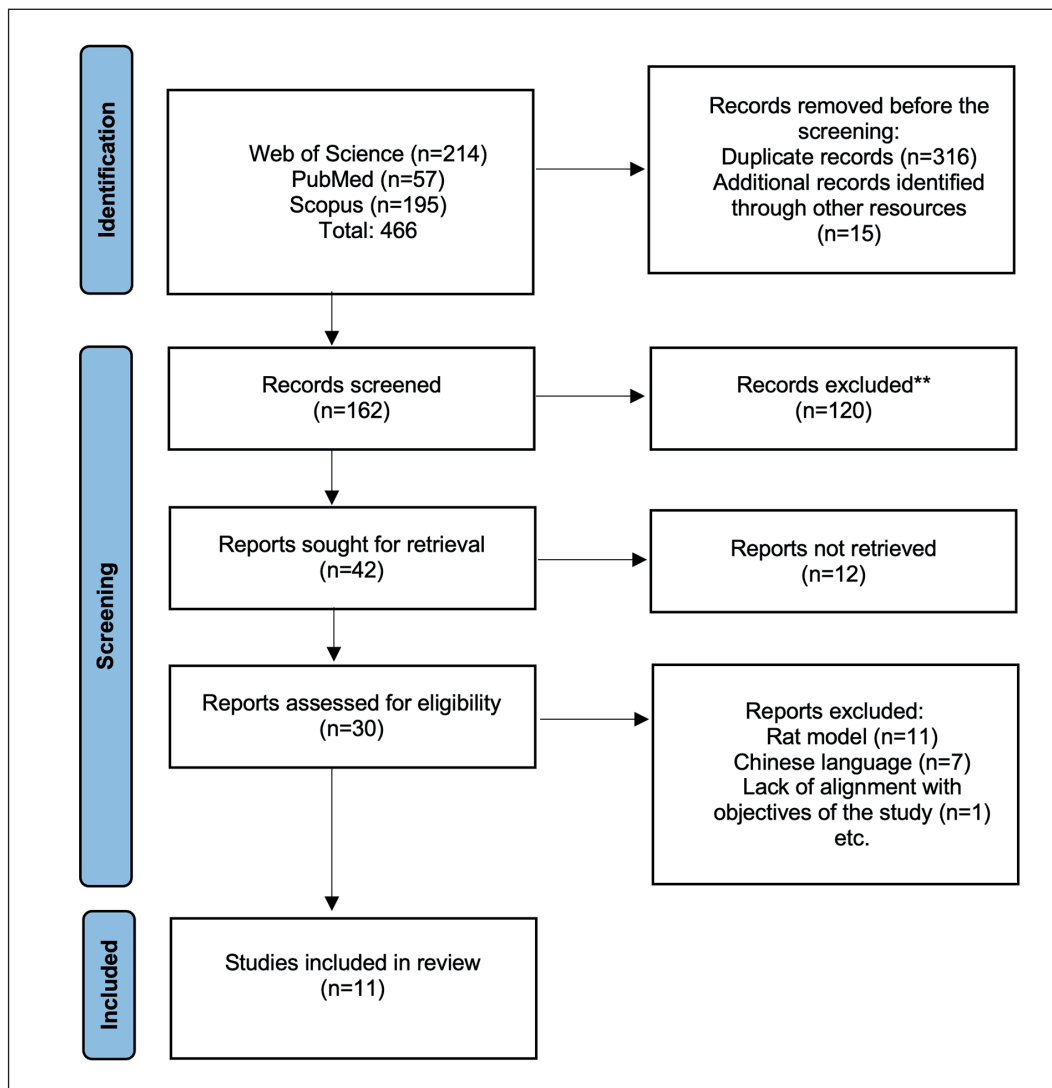 Identification
Web of Science (n=214)
PubMed (n=57)
Scopus (n=195)
Total: 466
Records removed before the
screening:
Duplicate records (n=316)
Additional records identified
through other resources
(n=15)
Screening
Records screened
(n=162)
Records excluded**
(n=120)
Reports sought for retrieval
(n=42)
Reports not retrieved
(n=12)
Reports assessed for eligibility
(n=30)
Reports excluded:
Rat model (n=11)
Chinese language (n=7)
Lack of alignment with
objectives of the study (n=1)
etc.
Included
Studies included in review
(n=11)